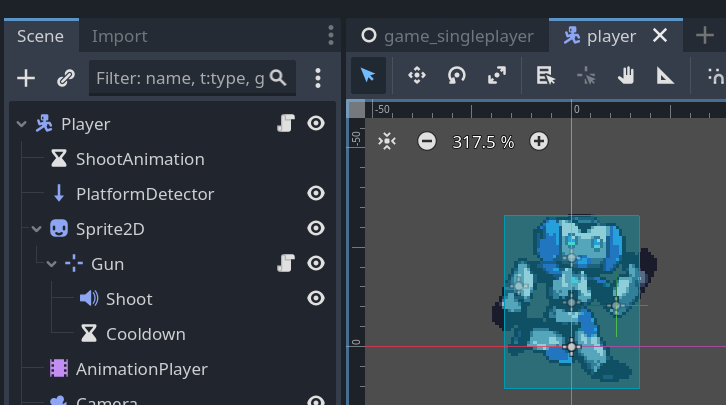 Scene Import
game_singleplayer player
Filter: name, t:type, g
-50 0
-50
317.5 %
Player
ShootAnimation
PlatformDetector
Sprite2D
Gun
Shoot
Cooldown
0
AnimationPlayer
Camera